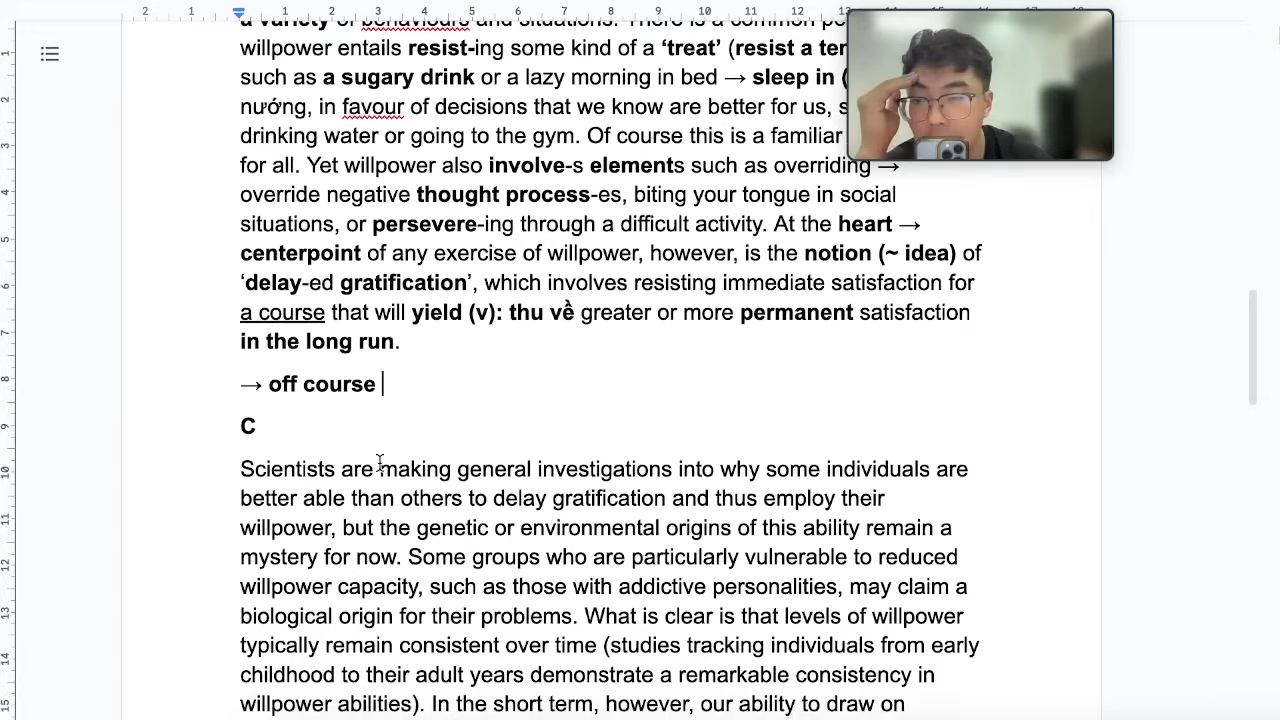 a variety of behaviours and situations. There is a common pe
willpower entails resist-ing some kind of a ‘treat’ (resist a ter
such as a sugary drink or a lazy morning in bed → sleep in (
nướng, in favour of decisions that we know are better for us, s
drinking water or going to the gym. Of course this is a familiar
for all. Yet willpower also involve-s elements such as overriding →
override negative thought process-es, biting your tongue in social
situations, or persevere-ing through a difficult activity. At the heart →
centerpoint of any exercise of willpower, however, is the notion (~ idea) of
‘delay-ed gratification’, which involves resisting immediate satisfaction for
a course that will yield (v): thu về greater or more permanent satisfaction
in the long run.
→ off course
C
Scientists are making general investigations into why some individuals are
better able than others to delay gratification and thus employ their
willpower, but the genetic or environmental origins of this ability remain a
mystery for now. Some groups who are particularly vulnerable to reduced
willpower capacity, such as those with addictive personalities, may claim a
biological origin for their problems. What is clear is that levels of willpower
typically remain consistent over time (studies tracking individuals from early
childhood to their adult years demonstrate a remarkable consistency in
willpower abilities). In the short term, however, our ability to draw on